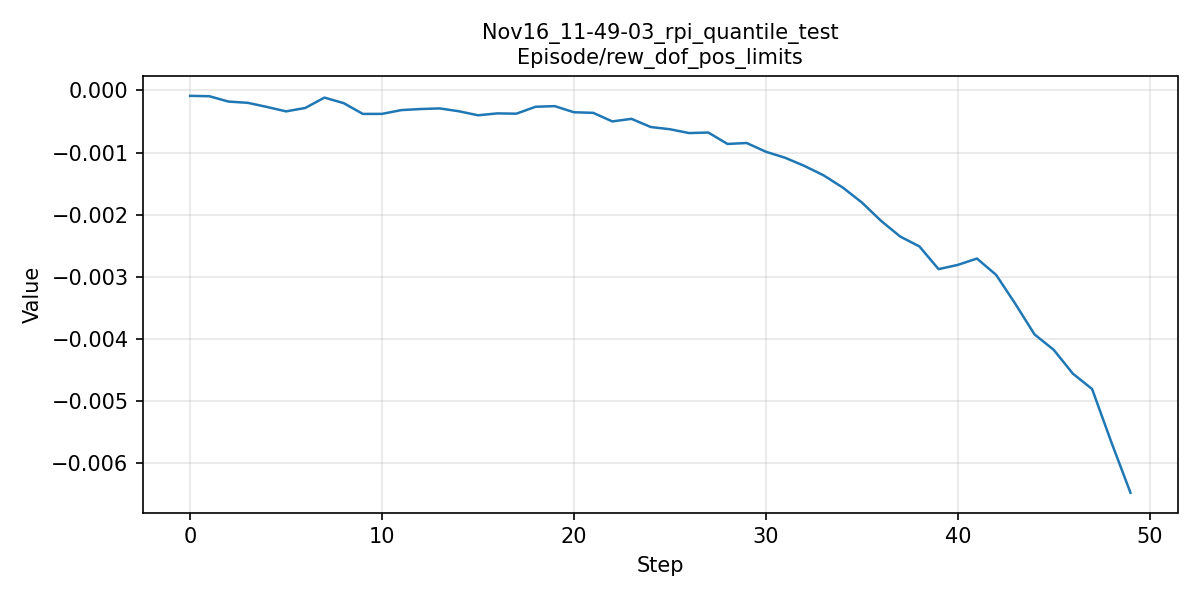 Nov16_11-49-03_rpi_quantile_test
Episode/rew_dof_pos_limits
0.000
−0.001
−0.002
−0.003
−0.004
−0.005
−0.006
Value
0 10 20 30 40 50
Step